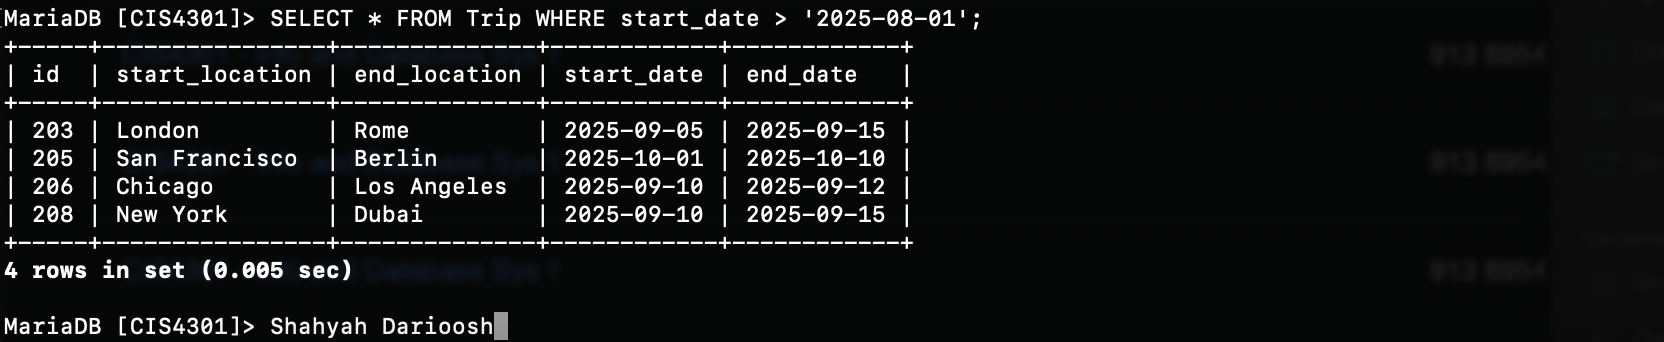 MariaDB [CIS4301]> SELECT * FROM Trip WHERE start_date > '2025-08-01';
+-----+----------------+--------------+------------+------------+
| id  | start_location | end_location | start_date | end_date   |
+-----+----------------+--------------+------------+------------+
| 203 | London         | Rome         | 2025-09-05 | 2025-09-15 |
| 205 | San Francisco  | Berlin       | 2025-10-01 | 2025-10-10 |
| 206 | Chicago        | Los Angeles  | 2025-09-10 | 2025-09-12 |
| 208 | New York       | Dubai        | 2025-09-10 | 2025-09-15 |
+-----+----------------+--------------+------------+------------+
4 rows in set (0.005 sec)
MariaDB [CIS4301]> Shahyah Darioosh